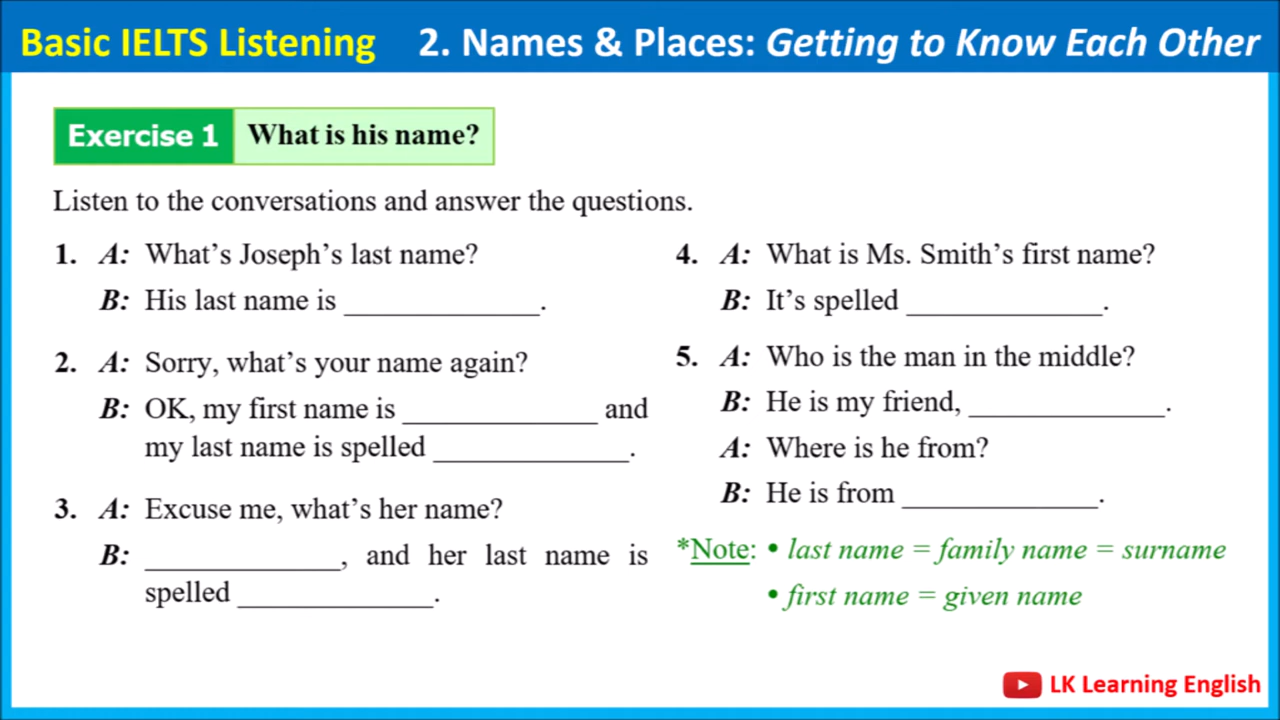 Basic IELTS Listening 2. Names & Places: Getting to Know Each Other
Exercise 1 What is his name?
Listen to the conversations and answer the questions.
1. A: What’s Joseph’s last name?
B: His last name is _____________.
2. A: Sorry, what’s your name again?
B: OK, my first name is _____________ and
my last name is spelled _____________.
3. A: Excuse me, what’s her name?
B: _____________, and her last name is
spelled _____________.
4. A: What is Ms. Smith’s first name?
B: It’s spelled _____________.
5. A: Who is the man in the middle?
B: He is my friend, _____________.
A: Where is he from?
B: He is from _____________.
*Note: • last name = family name = surname
• first name = given name
LK Learning English